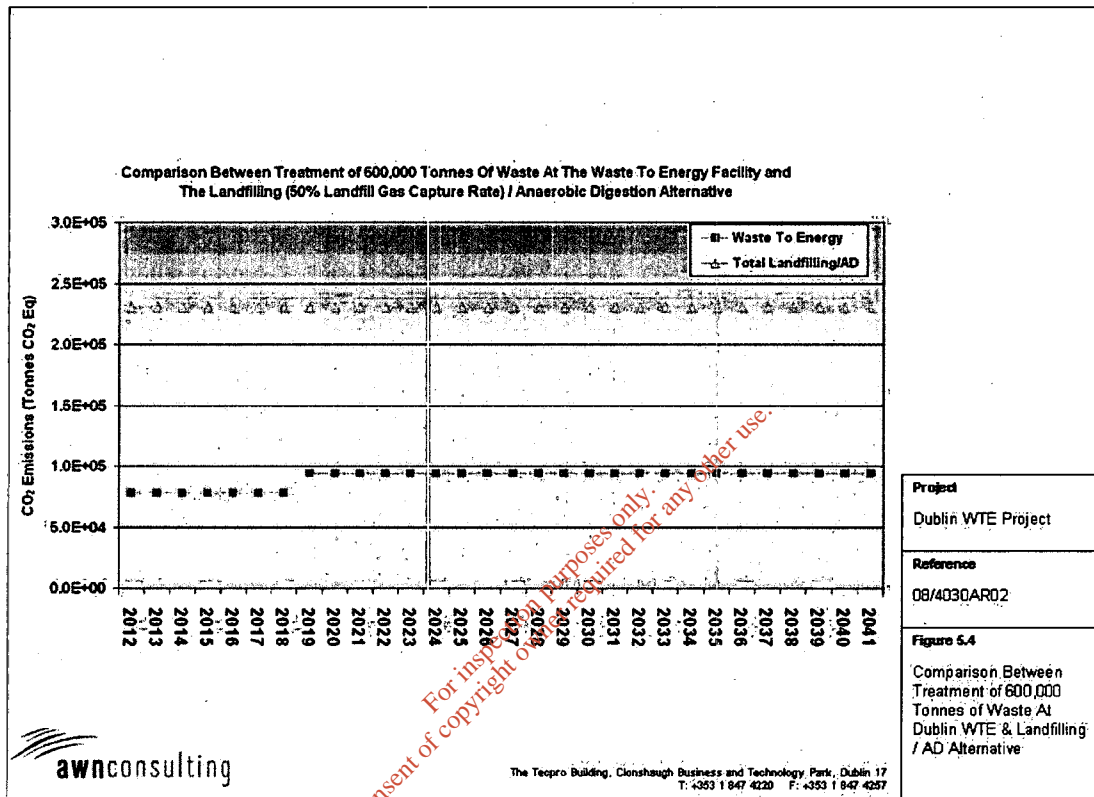 Comparison Between Treatment of 600,000 Tonnes Of Waste At The Waste To Energy Facility and
The Landfilling (50% Landfill Gas Capture Rate) / Anaerobic Digestion Alternative
CO₂ Emissions (Tonnes CO₂ Eq)
3.0E+05
2.5E+05
2.0E+05
1.5E+05
1.0E+05
5.0E+04
0.0E+00
Waste To Energy
Total Landfilling/AD
2012
2013
2014
2015
2016
2017
2018
2019
2020
2021
2022
2023
2024
2025
2026
2027
2028
2029
2030
2031
2032
2033
2034
2035
2036
2037
2038
2039
2040
2041
For inspection purposes only.
nsent of copyright owner required for any other use.
Project
Dublin WTE Project
Reference
08/4030AR02
Figure 5.4
Comparison Between
Treatment of 600,000
Tonnes of Waste At
Dublin WTE & Landfilling
/ AD Alternative
awnconsulting
The Tecpro Building, Clonshaugh Business and Technology Park, Dublin 17
T: +353 1 847 4220 F: +353 1 847 4257